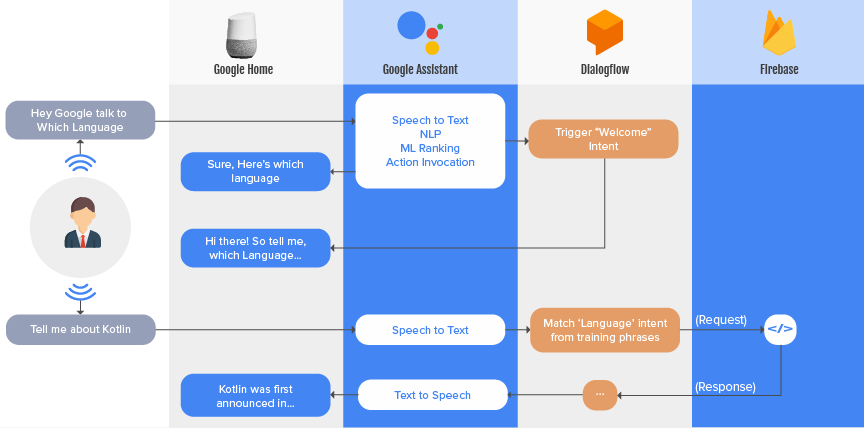 Google Home
Google Assistant
Dialogflow
Firebase
Hey Google talk to
Which Language
Speech to Text
NLP
ML Ranking
Action Invocation
Trigger “Welcome”
Intent
Sure, Here's which
language
Hi there! So tell me,
which Language...
Tell me about Kotlin
Speech to Text
Match ‘Language’ intent
from training phrases
(Request)
</>
Kotlin was first
announced in...
Text to Speech
...
(Response)